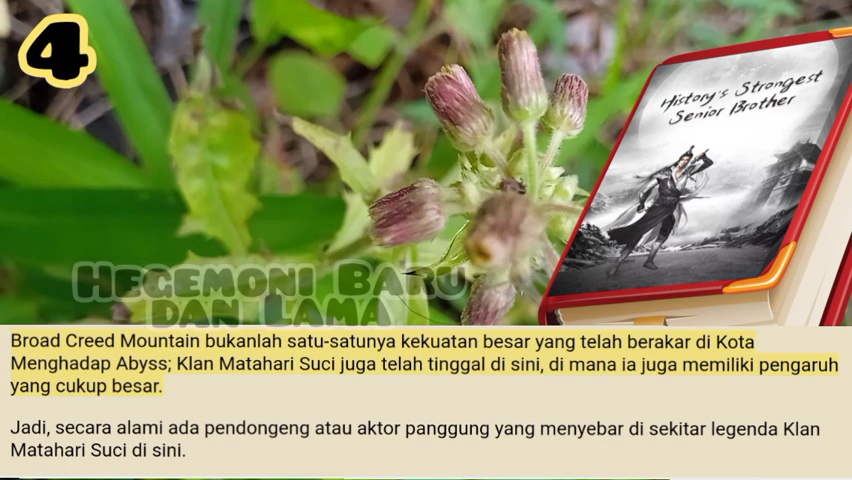 4
History's Strongest
Senior Brother
Hegemoni Baru
dan Lama
Broad Creed Mountain bukanlah satu-satunya kekuatan besar yang telah berakar di Kota
Menghadap Abyss; Klan Matahari Suci juga telah tinggal di sini, di mana ia juga memiliki pengaruh
yang cukup besar.
Jadi, secara alami ada pendongeng atau aktor panggung yang menyebar di sekitar legenda Klan
Matahari Suci di sini.